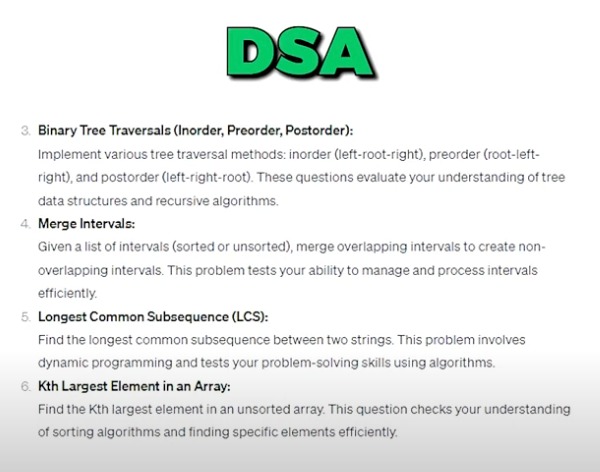 DSA
3. Binary Tree Traversals (Inorder, Preorder, Postorder):
Implement various tree traversal methods: inorder (left-root-right), preorder (root-left-
right), and postorder (left-right-root). These questions evaluate your understanding of tree
data structures and recursive algorithms.
4. Merge Intervals:
Given a list of intervals (sorted or unsorted), merge overlapping intervals to create non-
overlapping intervals. This problem tests your ability to manage and process intervals
efficiently.
5. Longest Common Subsequence (LCS):
Find the longest common subsequence between two strings. This problem involves
dynamic programming and tests your problem-solving skills using algorithms.
6. Kth Largest Element in an Array:
Find the Kth largest element in an unsorted array. This question checks your understanding
of sorting algorithms and finding specific elements efficiently.